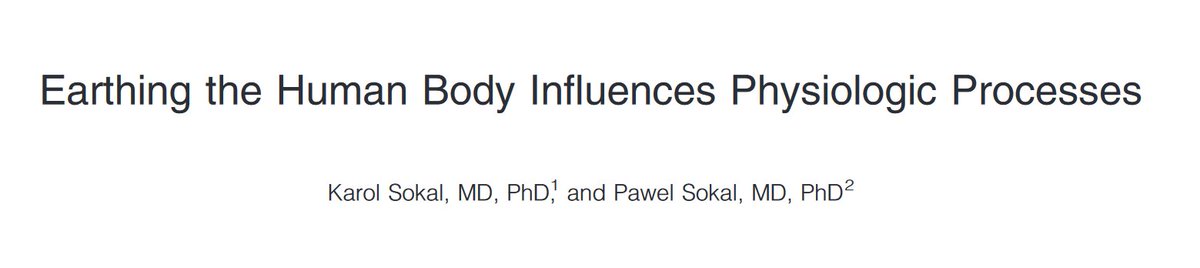 Earthing the Human Body Influences Physiologic Processes
Karol Sokal, MD, PhD,¹ and Pawel Sokal, MD, PhD²